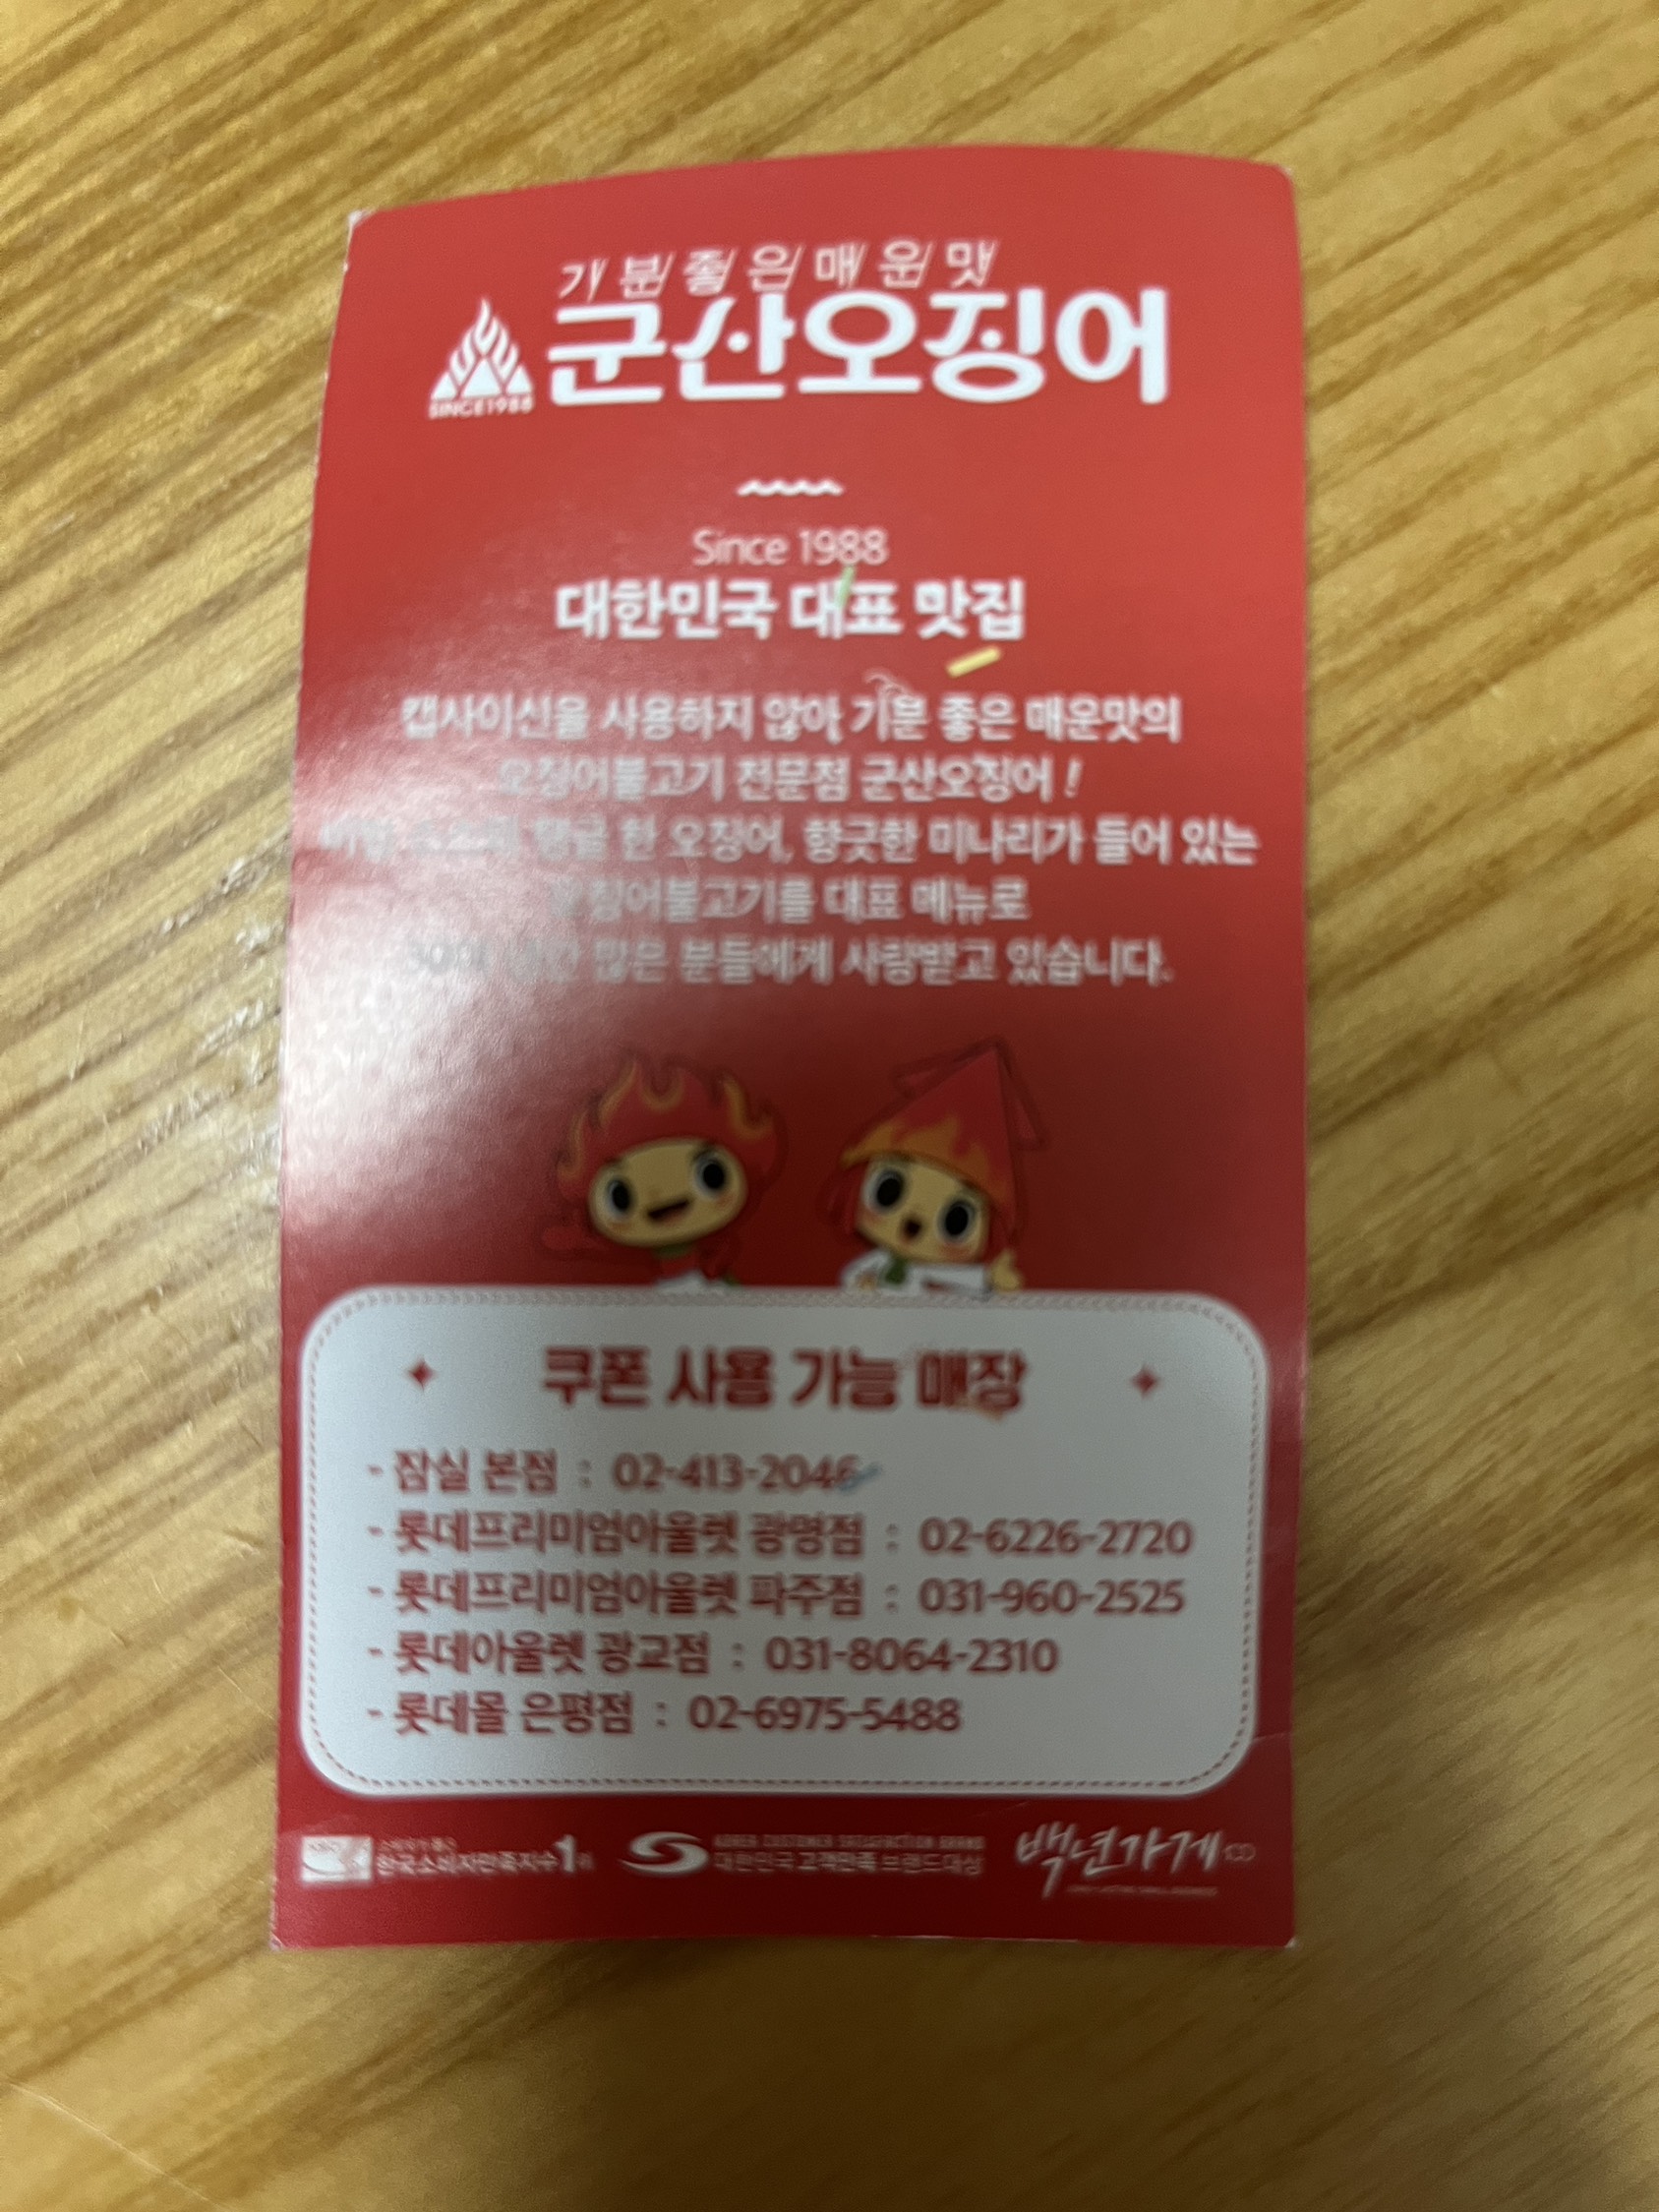 기분좋은매운맛
군산오징어
SINCE1988
Since 1988
대한민국 대표 맛집
캡사이신을 사용하지 않아 기분 좋은 매운맛의
오징어불고기 전문점 군산오징어!
한 오징어, 향긋한 미나리가 들어 있는
오징어불고기를 대표 메뉴로
많은 분들에게 사랑받고 있습니다.
쿠폰 사용 가능 매장
- 잠실 본점 : 02-413-2046
- 롯데프리미엄아울렛 광명점 : 02-6226-2720
- 롯데프리미엄아울렛 파주점 : 031-960-2525
- 롯데아울렛 광교점 : 031-8064-2310
- 롯데몰 은평점 : 02-6975-5488
한국소비자만족지수1위
KOREA CUSTOMER SATISFACTION BRAND
대한민국 고객만족 브랜드대상
백년가게